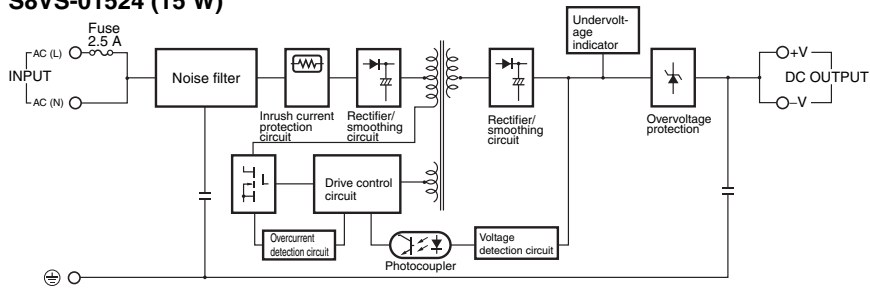 S8VS-01524 (15 W)
Fuse
2.5 A
AC (L)
INPUT
AC (N)
Noise filter
Inrush current
protection
circuit
Rectifier/
smoothing
circuit
Rectifier/
smoothing
circuit
Undervolt-
age
indicator
Overvoltage
protection
+V
DC OUTPUT
–V
Drive control
circuit
Overcurrent
detection circuit
Photocoupler
Voltage
detection circuit